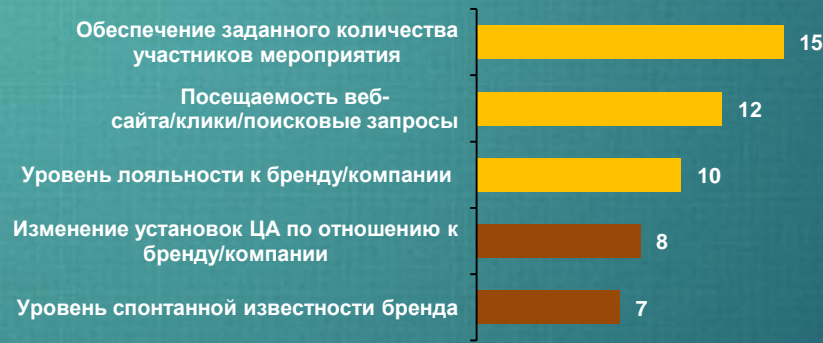 Обеспечение заданного количества
участников мероприятия
15
Посещаемость веб-
сайта/клики/поисковые запросы
12
Уровень лояльности к бренду/компании
10
Изменение установок ЦА по отношению к
бренду/компании
8
Уровень спонтанной известности бренда
7